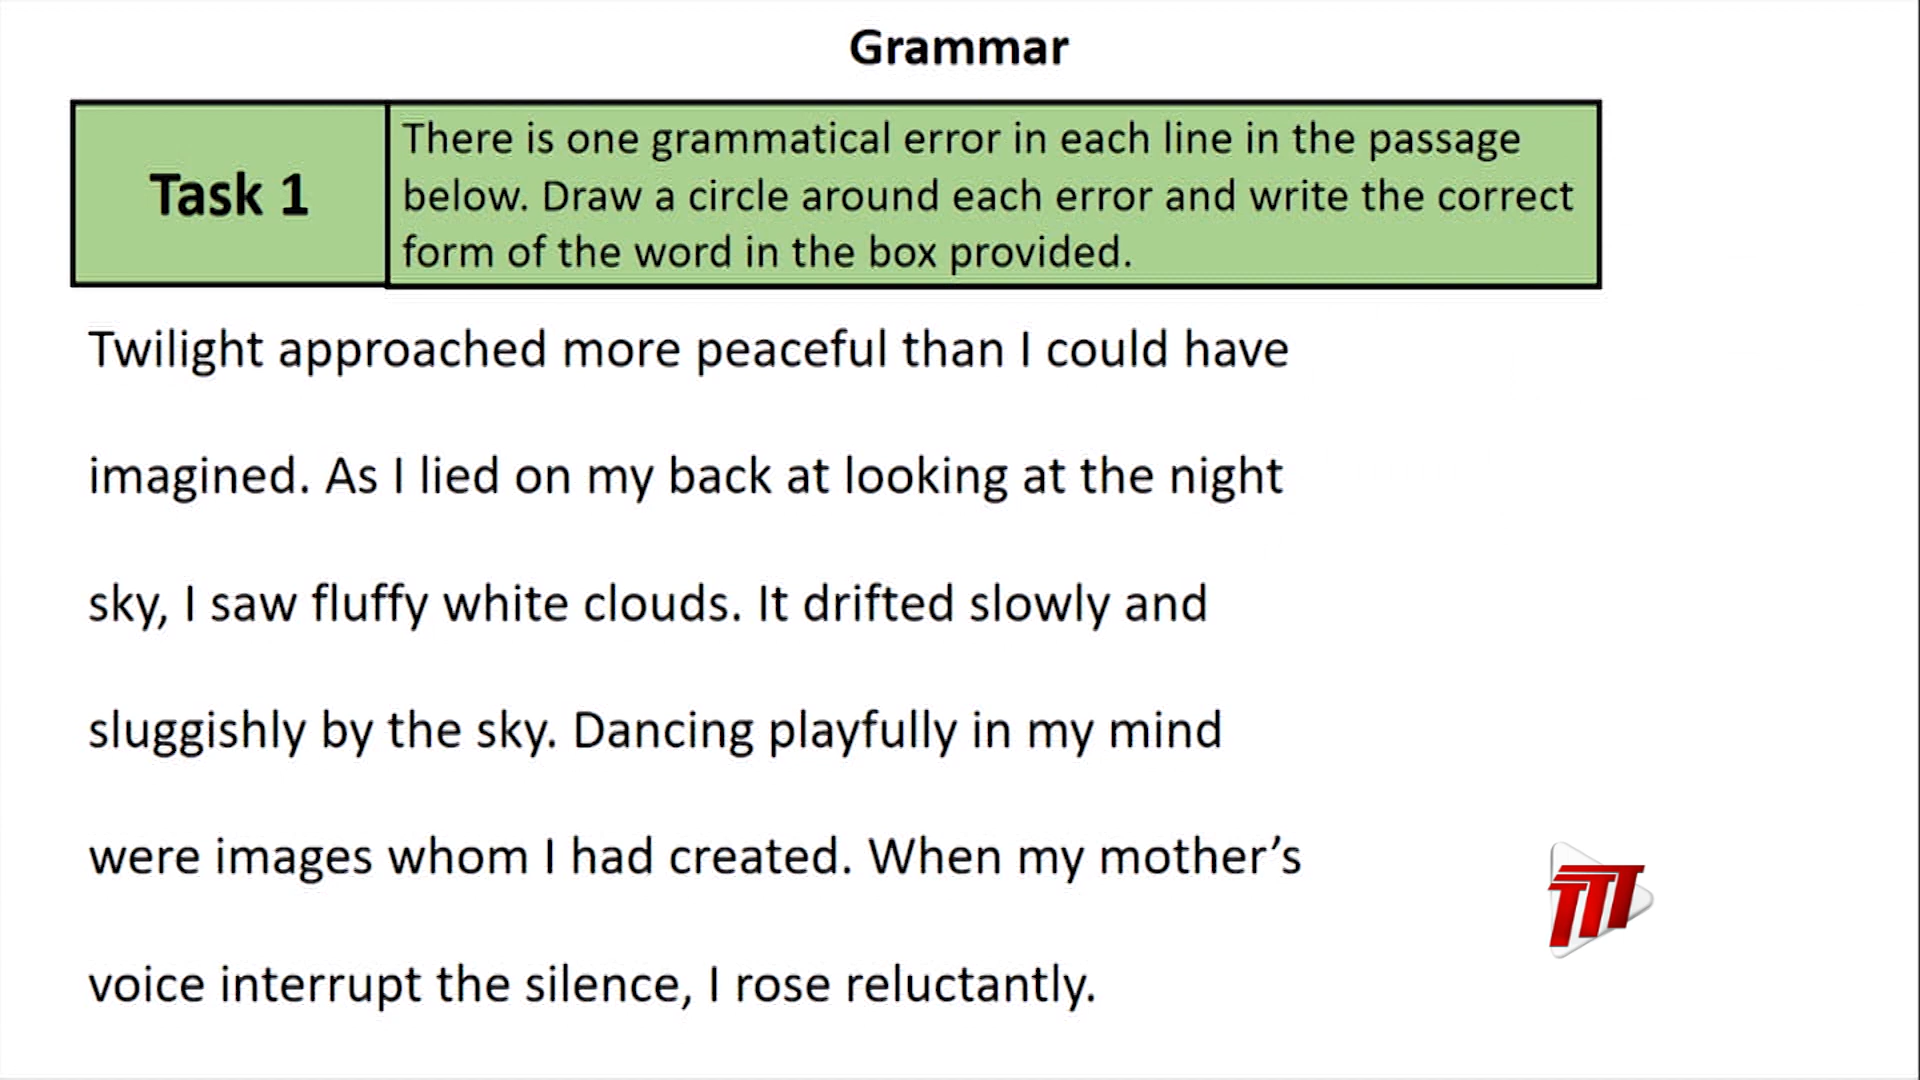 Grammar
Task 1
There is one grammatical error in each line in the passage
below. Draw a circle around each error and write the correct
form of the word in the box provided.
Twilight approached more peaceful than I could have
imagined. As I lied on my back at looking at the night
sky, I saw fluffy white clouds. It drifted slowly and
sluggishly by the sky. Dancing playfully in my mind
were images whom I had created. When my mother’s
voice interrupt the silence, I rose reluctantly.
TTT